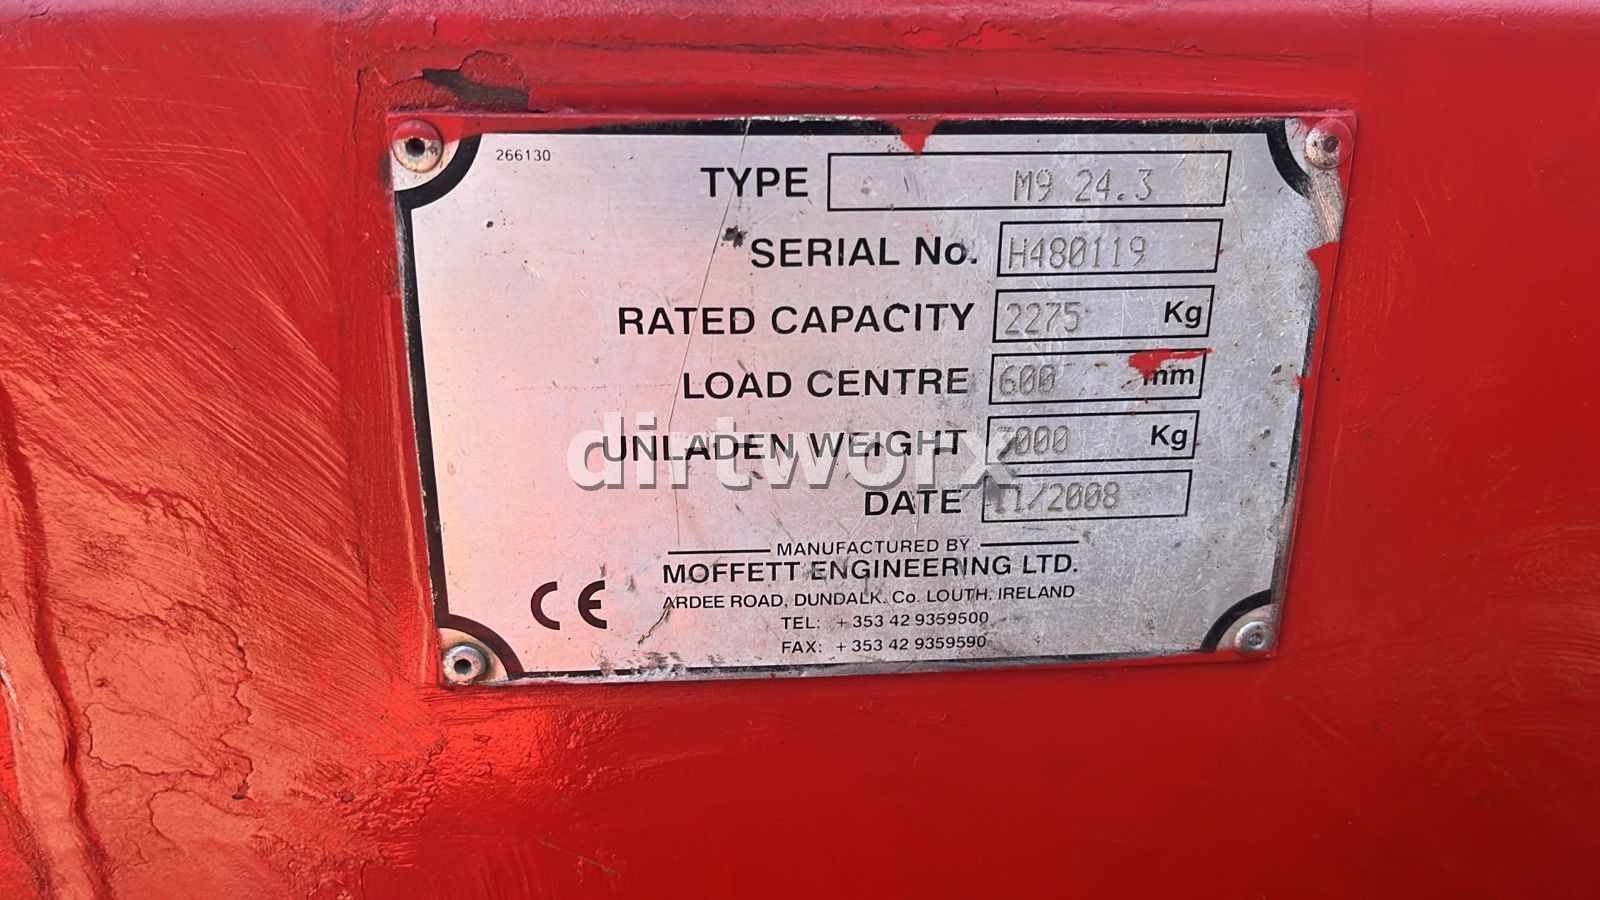 266130
TYPE M9 24.3
SERIAL No. H480119
RATED CAPACITY 2275 Kg
LOAD CENTRE 600 mm
UNLADEN WEIGHT Kg
DATE 11/2008
MANUFACTURED BY
MOFFETT ENGINEERING LTD.
ARDEE ROAD, DUNDALK. Co. LOUTH. IRELAND
TEL: +353 42 9359500
FAX: +353 42 9359590
CE
dirtworx